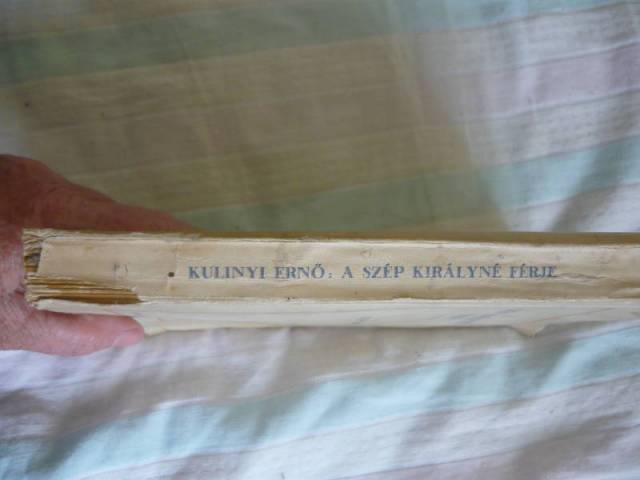 KULINYI ERNŐ: A SZÉP KIRÁLYNÉ FÉRJE